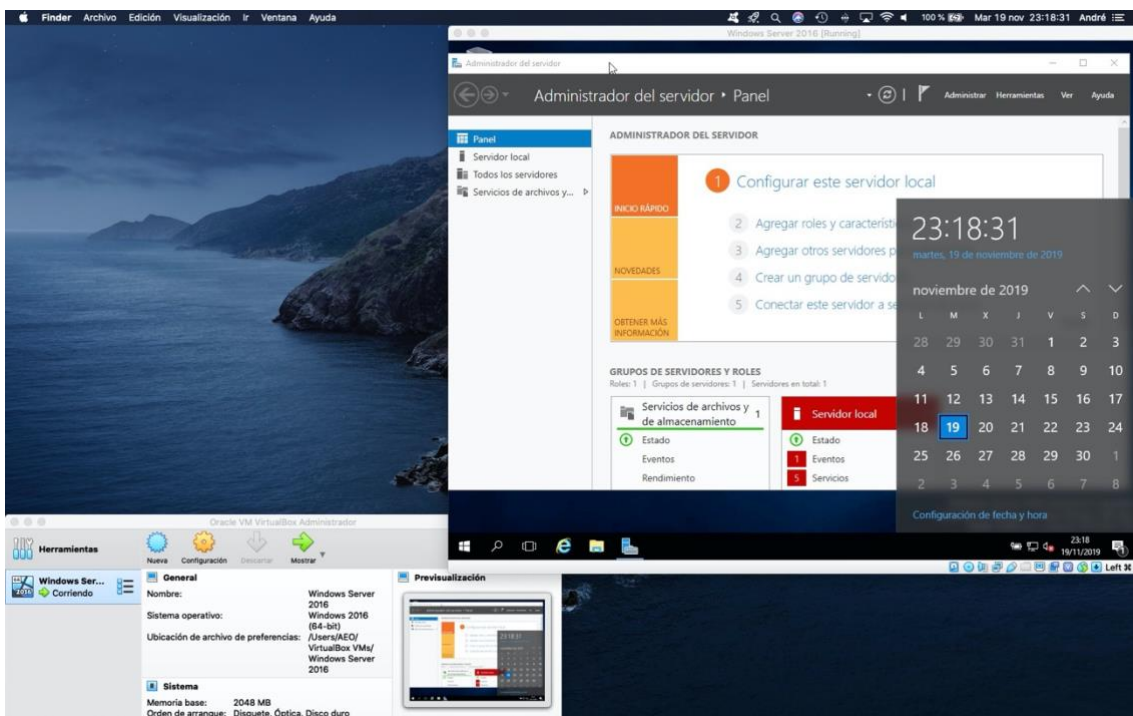 Finder Archivo Edición Visualización Ir Ventana Ayuda
100 % Mar 19 nov 23:18:31 André
Windows Server 2016 [Running]
Administrador del servidor
Administrador del servidor • Panel
Administrar Herramientas Ver Ayuda
Panel
Servidor local
Todos los servidores
Servicios de archivos y...
ADMINISTRADOR DEL SERVIDOR
INICIO RÁPIDO
NOVEDADES
OBTENER MÁS
INFORMACIÓN
1 Configurar este servidor local
2 Agregar roles y característi
3 Agregar otros servidores p
4 Crear un grupo de servido
5 Conectar este servidor a se
GRUPOS DE SERVIDORES Y ROLES
Roles: 1 | Grupos de servidores: 1 | Servidores en total: 1
Servicios de archivos y
de almacenamiento
1
Estado
Eventos
Rendimiento
Servidor local
Estado
1 Eventos
5 Servicios
23:18:31
martes, 19 de noviembre de 2019
noviembre de 2019
L M X J V S D
28 29 30 31 1 2 3
4 5 6 7 8 9 10
11 12 13 14 15 16 17
18 19 20 21 22 23 24
25 26 27 28 29 30 1
2 3 4 5 6 7 8
Configuración de fecha y hora
23:18
19/11/2019
Left ⌘
Oracle VM VirtualBox Administrador
Herramientas
Nueva Configuración Descartar Mostrar
Windows Ser...
Corriendo
General
Nombre: Windows Server
2016
Sistema operativo: Windows 2016
(64-bit)
Ubicación de archivo de preferencias: /Users/AEO/
VirtualBox VMs/
Windows Server
2016
Sistema
Memoria base: 2048 MB
Orden de arranque: Disquete, Óptica, Disco duro
Previsualización
23:18:31